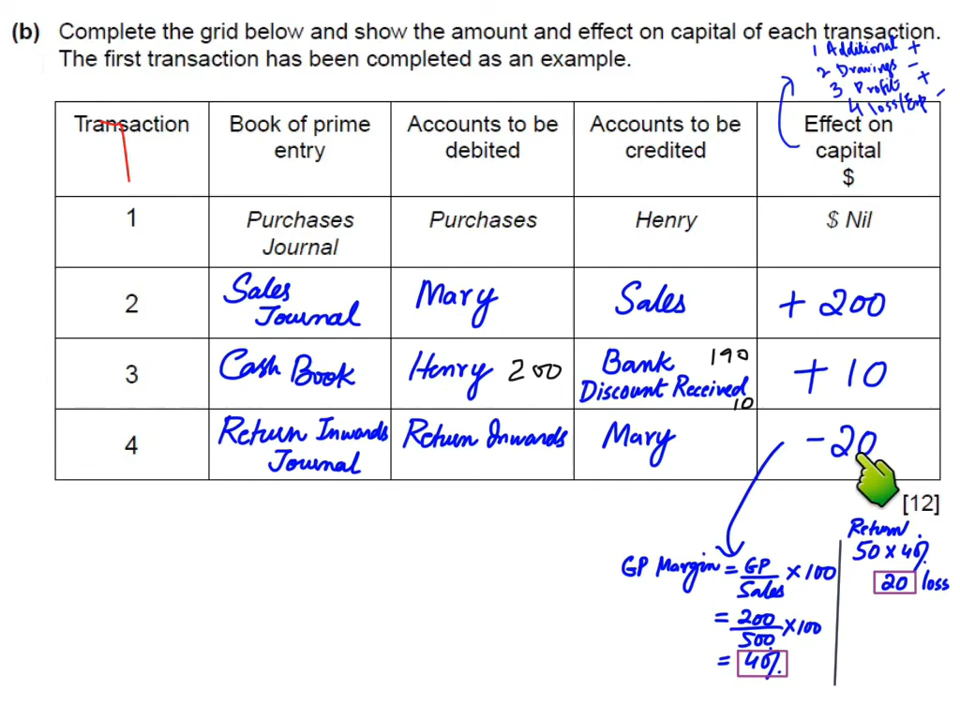 (b) Complete the grid below and show the amount and effect on capital of each transaction.
The first transaction has been completed as an example.
1 Additional +
2 Drawings -
3 Profit +
4 loss/Exp -
Transaction
Book of prime
entry
Accounts to be
debited
Accounts to be
credited
Effect on
capital
$
1
Purchases
Journal
Purchases
Henry
$ Nil
2
Sales
Journal
Mary
Sales
+ 200
3
Cash Book
Henry 200
Bank 190
Discount Received
10
+ 10
4
Return Inwards
Journal
Return Inwards
Mary
- 20
[12]
GP Margin = GP × 100
Sales
= 200 × 100
500
= 40%
Return.
50 × 40%
20 loss